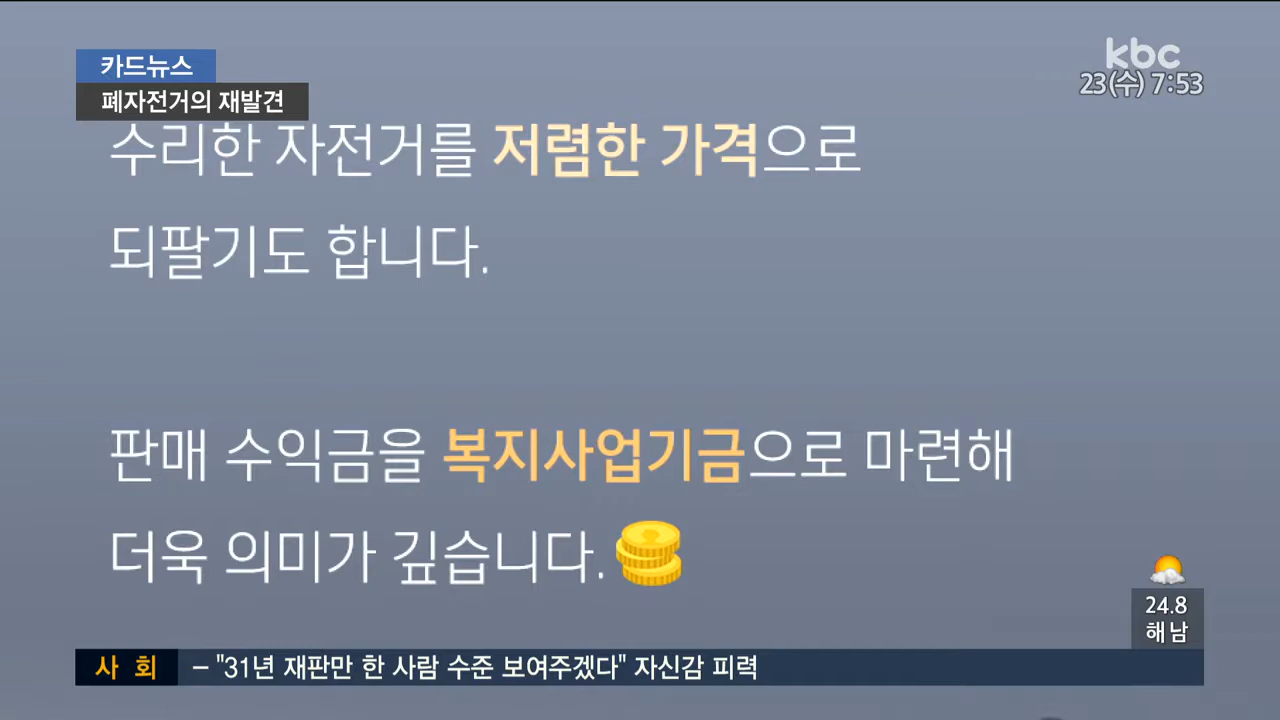 카드뉴스
kbc
폐자전거의 재발견
23(수) 7:53
수리한 자전거를 저렴한 가격으로
되팔기도 합니다.
판매 수익금을 복지사업기금으로 마련해
더욱 의미가 깊습니다.
24.8
해남
사 회 – "31년 재판만 한 사람 수준 보여주겠다" 자신감 피력